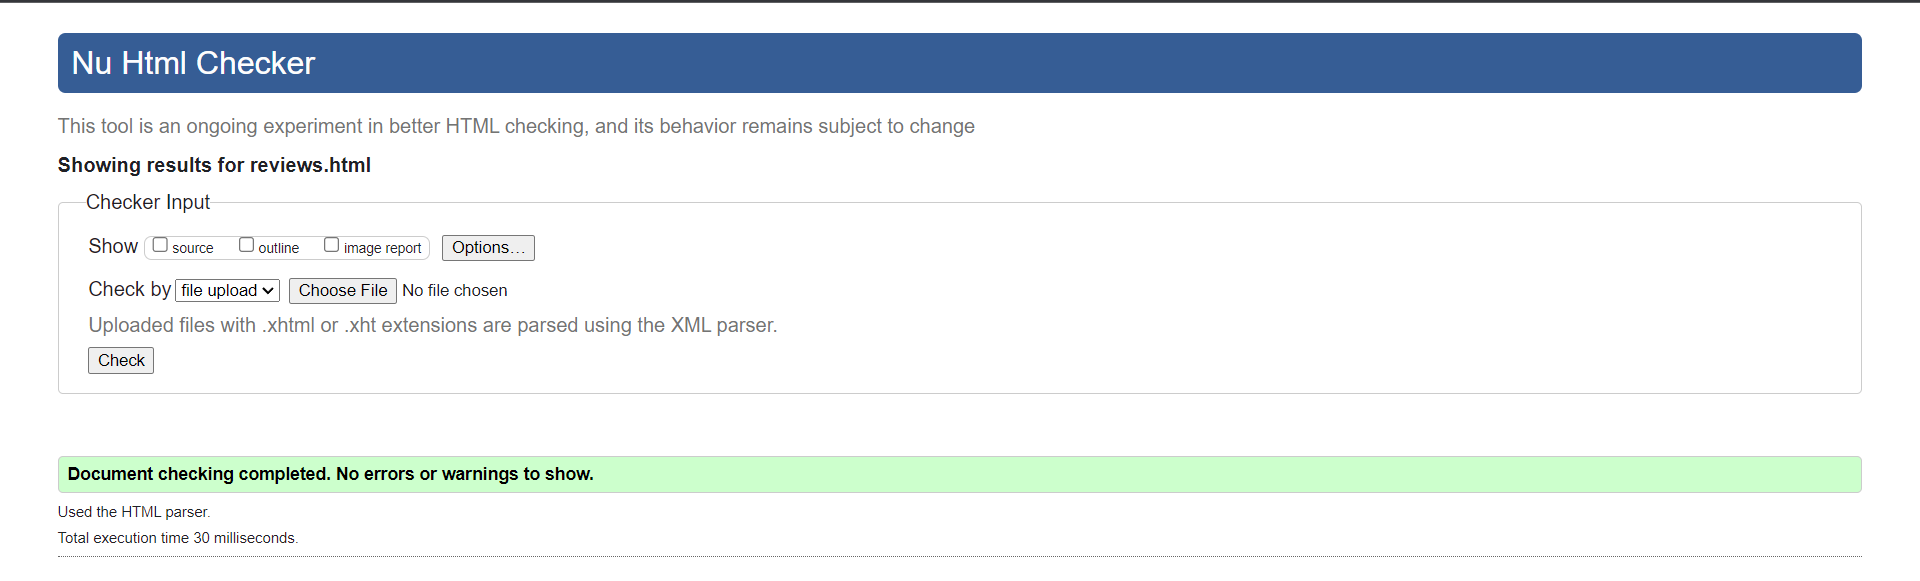 Nu Html Checker
This tool is an ongoing experiment in better HTML checking, and its behavior remains subject to change
Showing results for reviews.html
Checker Input
Show source outline image report Options…
Check by file upload Choose File No file chosen
Uploaded files with .xhtml or .xht extensions are parsed using the XML parser.
Check
Document checking completed. No errors or warnings to show.
Used the HTML parser.
Total execution time 30 milliseconds.